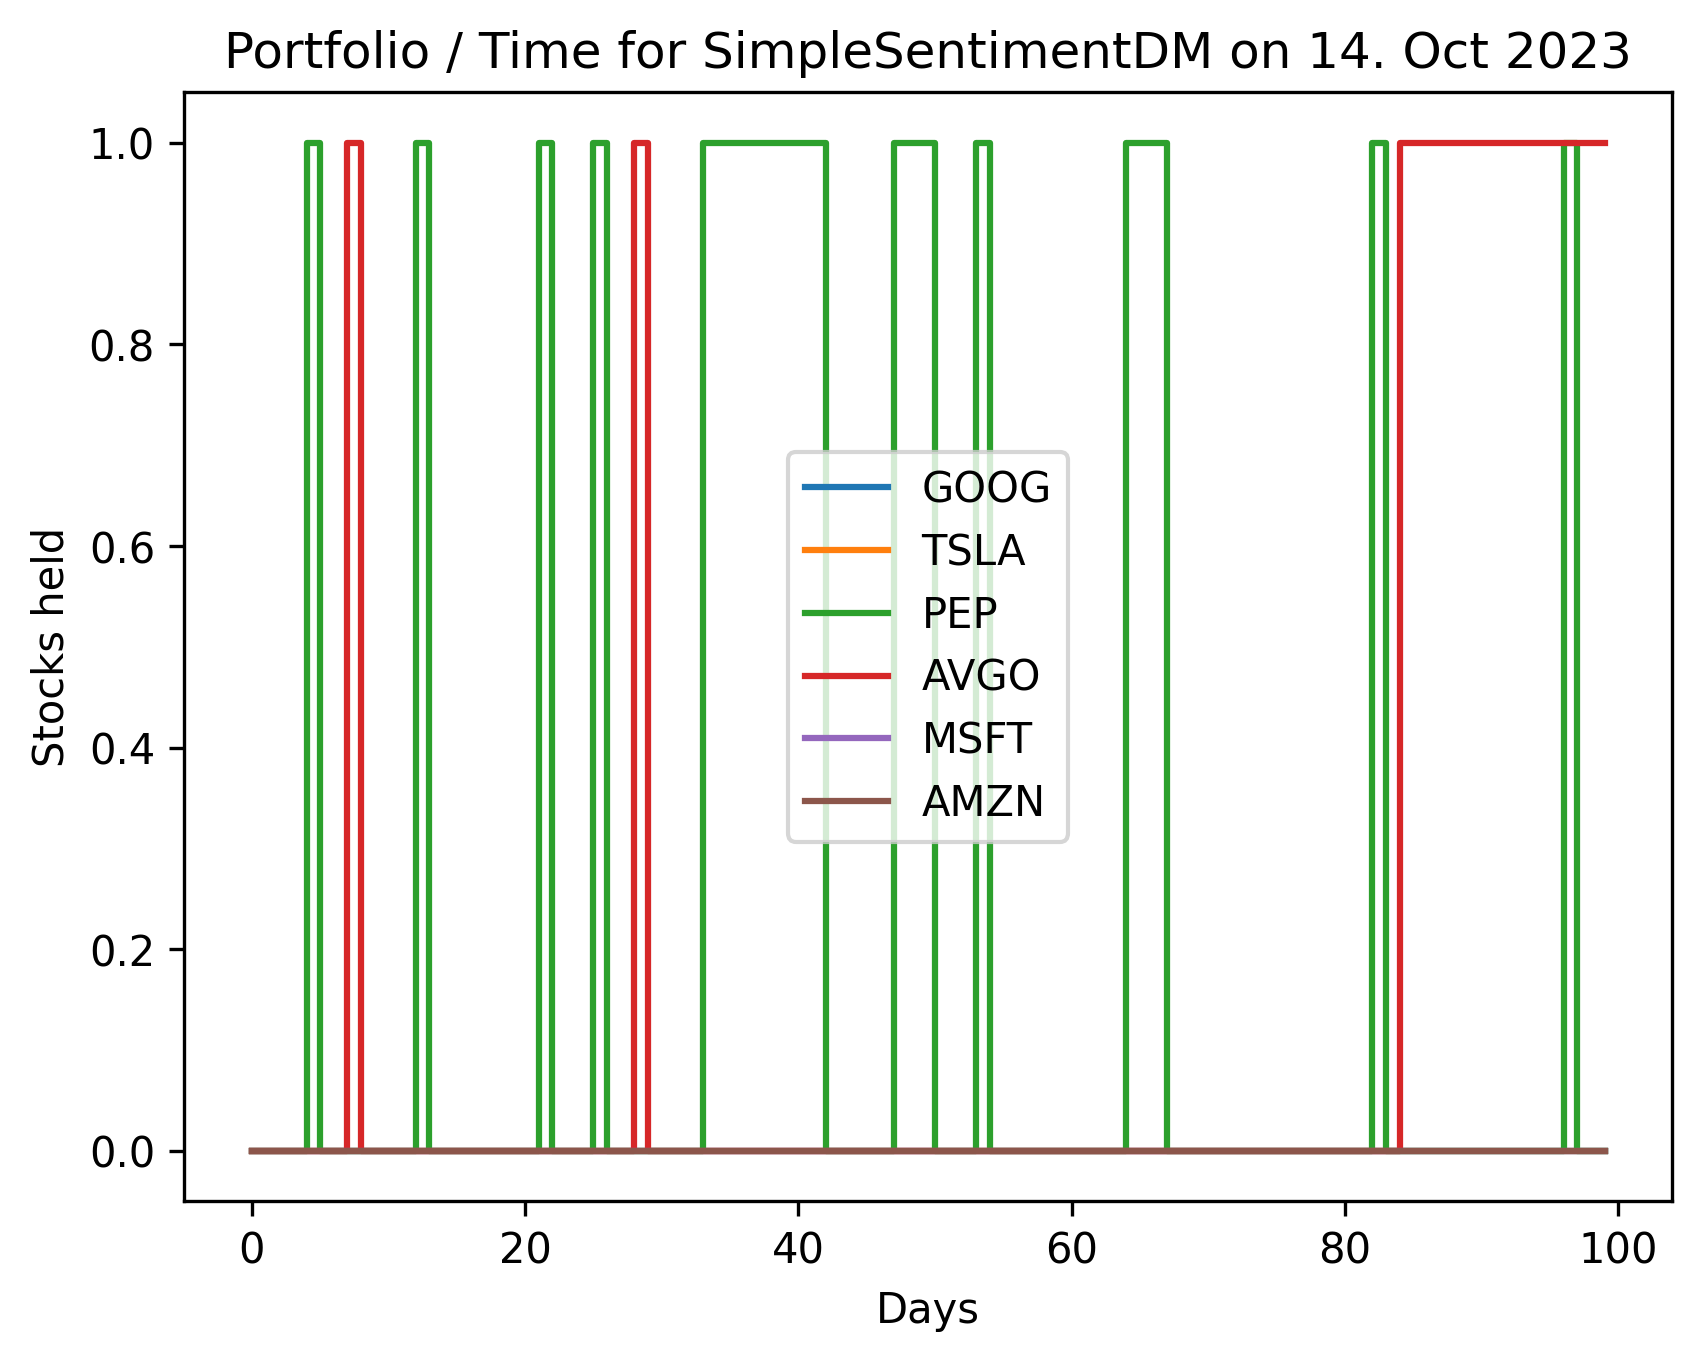 Portfolio / Time for SimpleSentimentDM on 14. Oct 2023
1.0
0.8
0.6
0.4
0.2
0.0
Stocks held
GOOG
TSLA
PEP
AVGO
MSFT
AMZN
0 20 40 60 80 100
Days